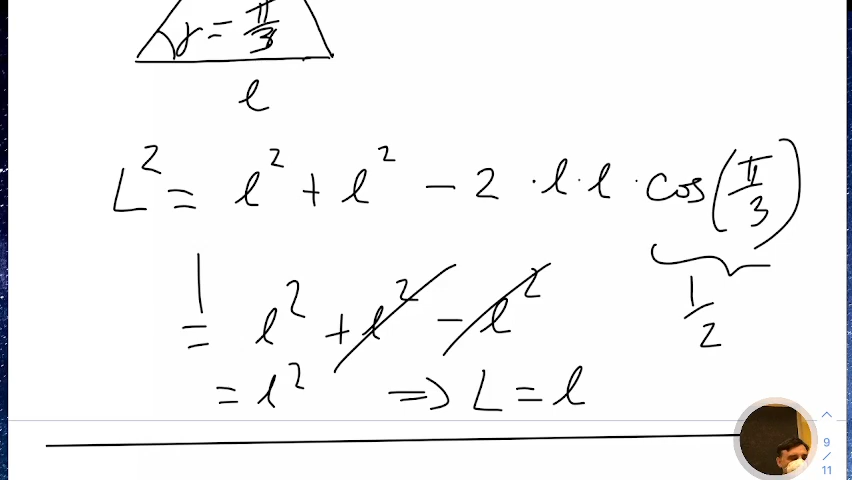 γ = π/3
l
L² = l² + l² - 2 · l · l · cos(π/3)
1/2
= l² + l² - l²
= l² ⇒ L = l
9
/
11